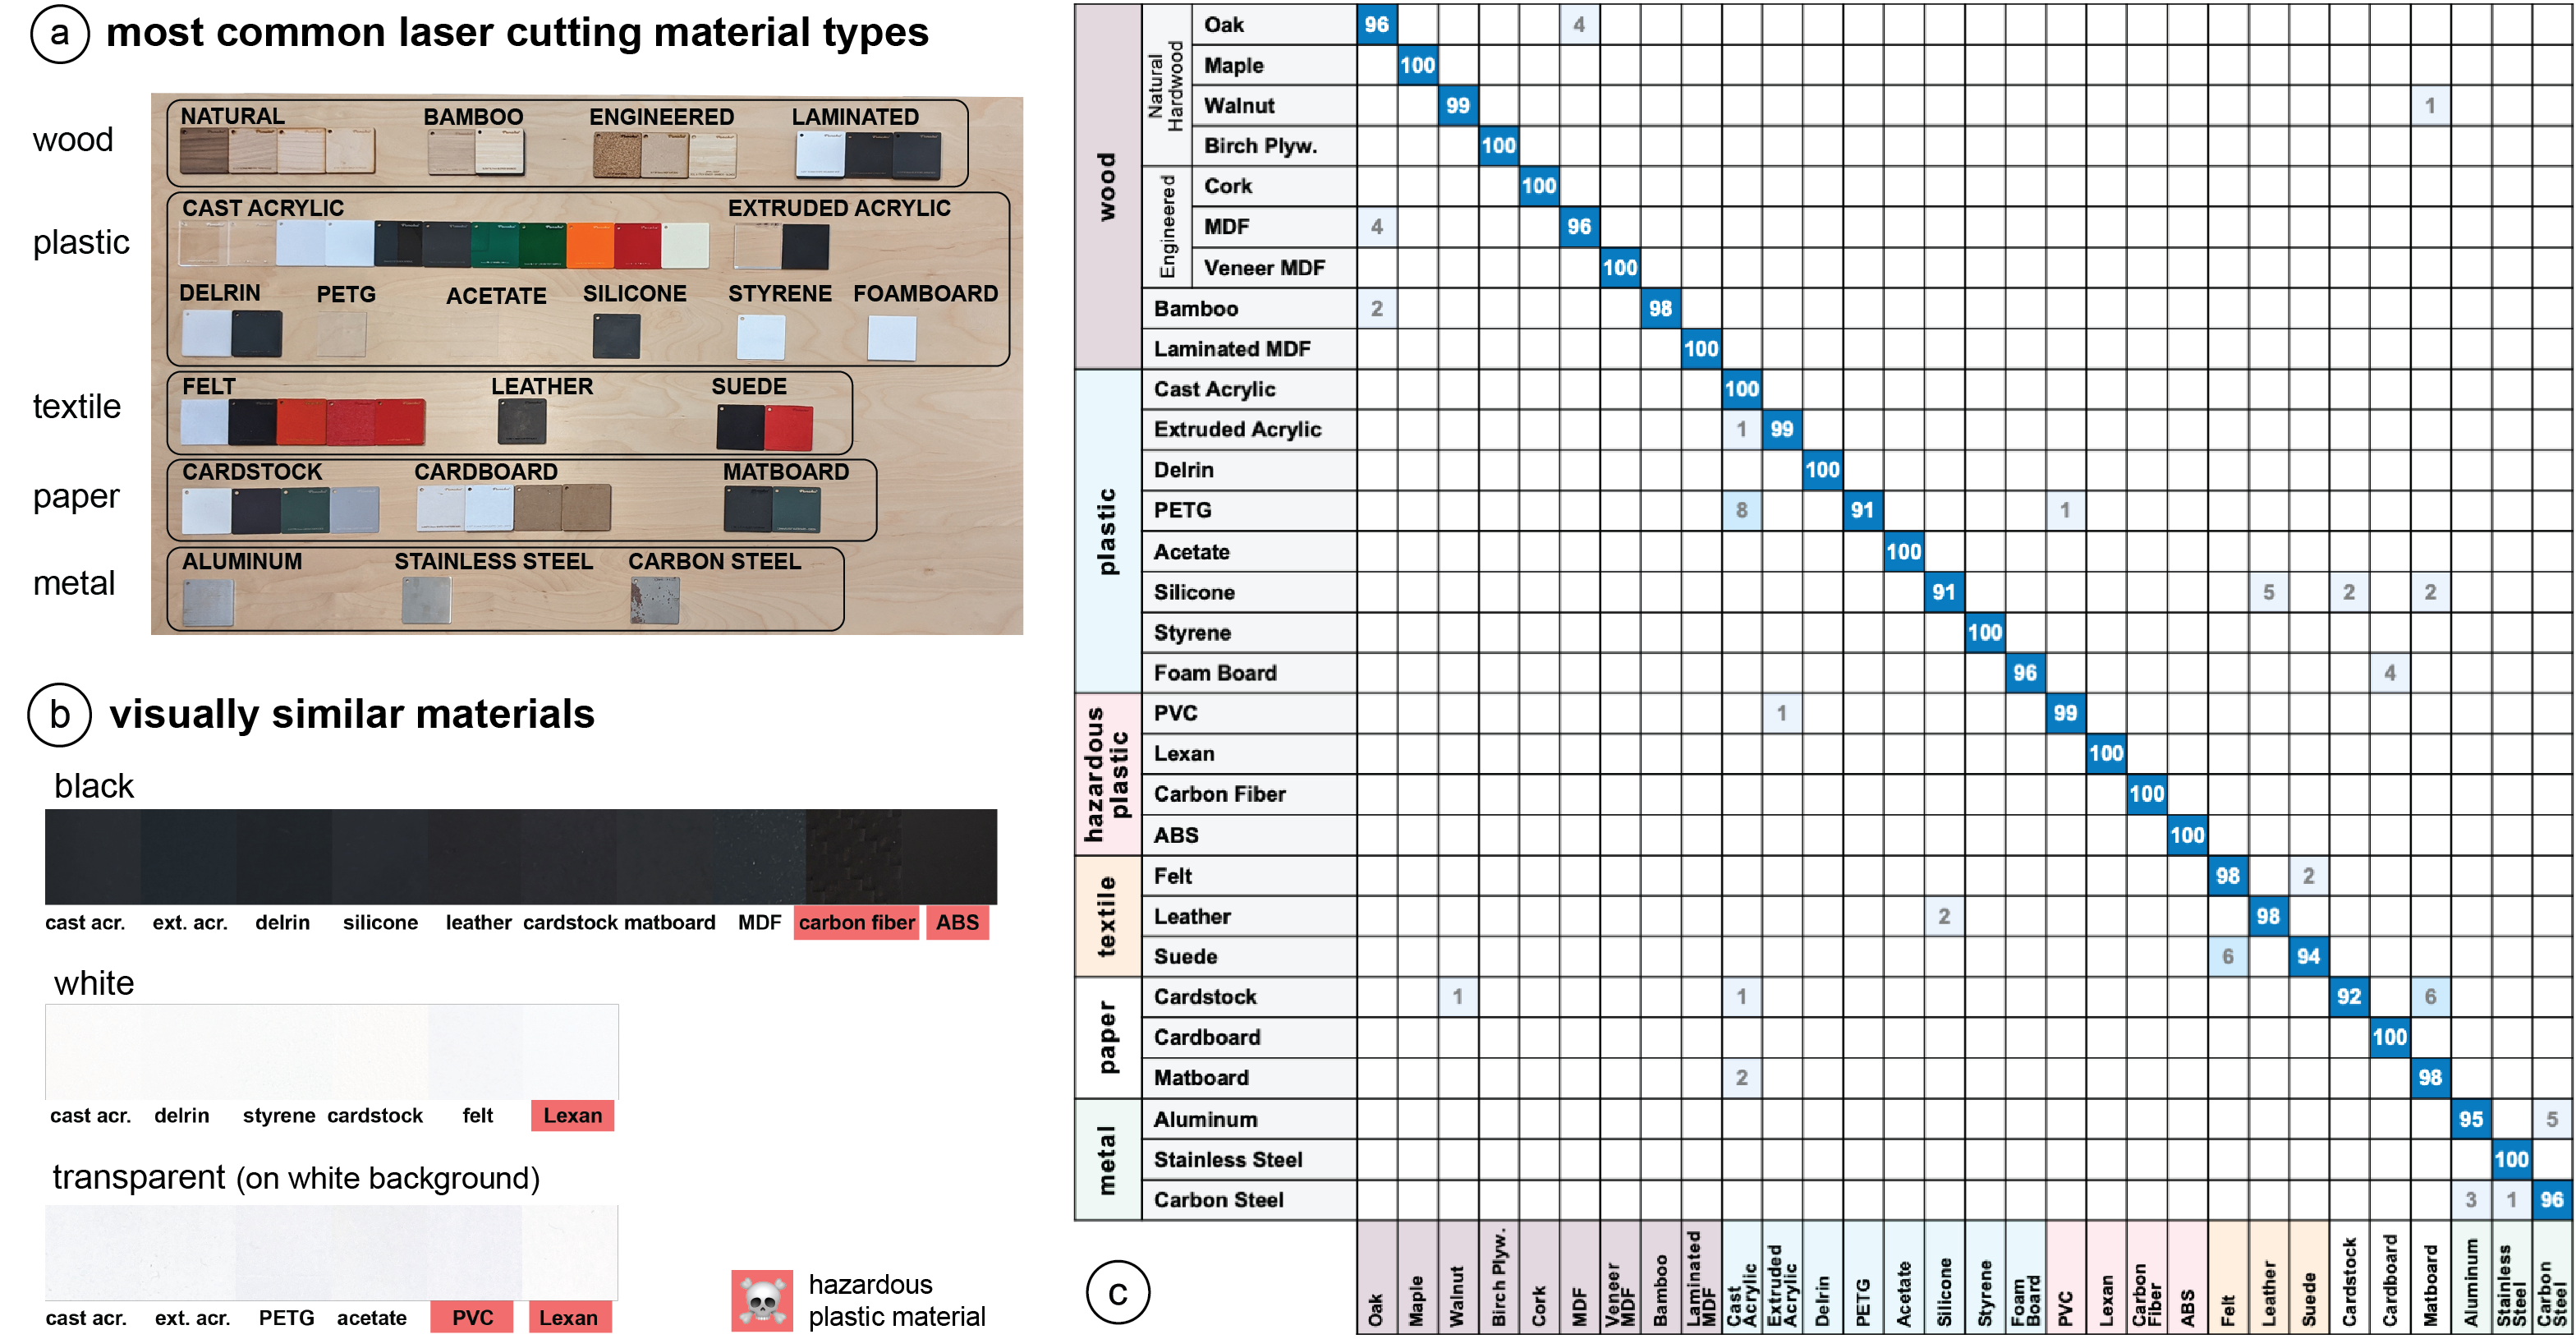 a most common laser cutting material types
wood
NATURAL BAMBOO ENGINEERED LAMINATED
plastic
CAST ACRYLIC EXTRUDED ACRYLIC
DELRIN PETG ACETATE SILICONE STYRENE FOAMBOARD
textile
FELT LEATHER SUEDE
paper
CARDSTOCK CARDBOARD MATBOARD
metal
ALUMINUM STAINLESS STEEL CARBON STEEL
b visually similar materials
black
cast acr. ext. acr. delrin silicone leather cardstock matboard MDF carbon fiber ABS
white
cast acr. delrin styrene cardstock felt Lexan
transparent (on white background)
cast acr. ext. acr. PETG acetate PVC Lexan
hazardous
plastic material
wood
Natural
Hardwood
Oak 96 4
Maple 100
Walnut 99 1
Birch Plyw. 100
Engineered
Cork 100
MDF 4 96
Veneer MDF 100
Bamboo 2 98
Laminated MDF 100
plastic
Cast Acrylic 100
Extruded Acrylic 1 99
Delrin 100
PETG 8 91 1
Acetate 100
Silicone 91 5 2 2
Styrene 100
Foam Board 96 4
hazardous
plastic
PVC 1 99
Lexan 100
Carbon Fiber 100
ABS 100
textile
Felt 98 2
Leather 2 98
Suede 6 94
paper
Cardstock 1 1 92 6
Cardboard 100
Matboard 2 98
metal
Aluminum 95 5
Stainless Steel 100
Carbon Steel 3 1 96
c
Oak
Maple
Walnut
Birch Plyw.
Cork
MDF
Veneer
MDF
Bamboo
Laminated
MDF
Cast
Acrylic
Extruded
Acrylic
Delrin
PETG
Acetate
Silicone
Styrene
Foam
Board
PVC
Lexan
Carbon
Fiber
ABS
Felt
Leather
Suede
Cardstock
Cardboard
Matboard
Aluminum
Stainless
Steel
Carbon
Steel